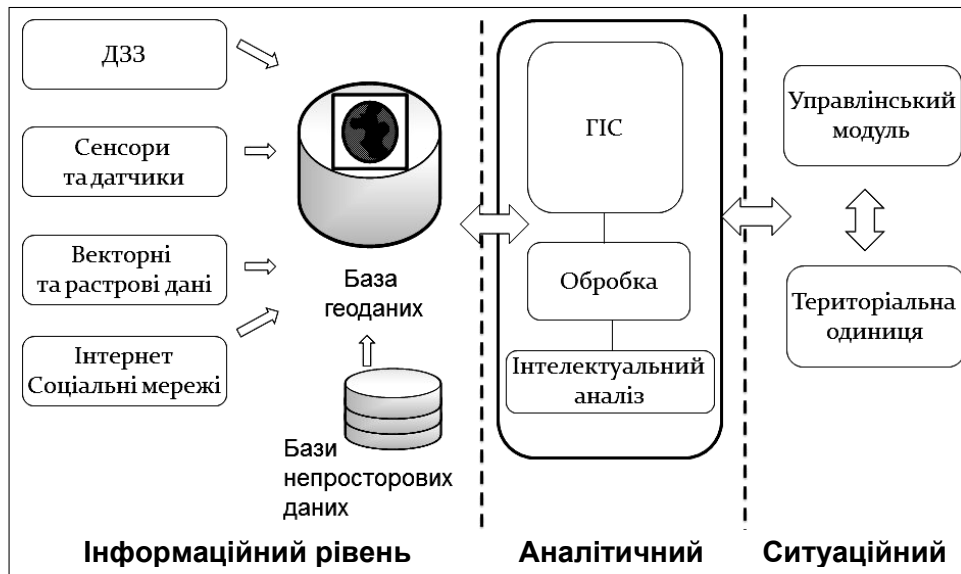 ДЗЗ
Сенсори
та датчики
Векторні
та растрові дані
Інтернет
Соціальні мережі
База
геоданих
Бази
непросторових
даних
Інформаційний рівень
ГІС
Обробка
Інтелектуальний
аналіз
Аналітичний
Управлінський
модуль
Територіальна
одиниця
Ситуаційний